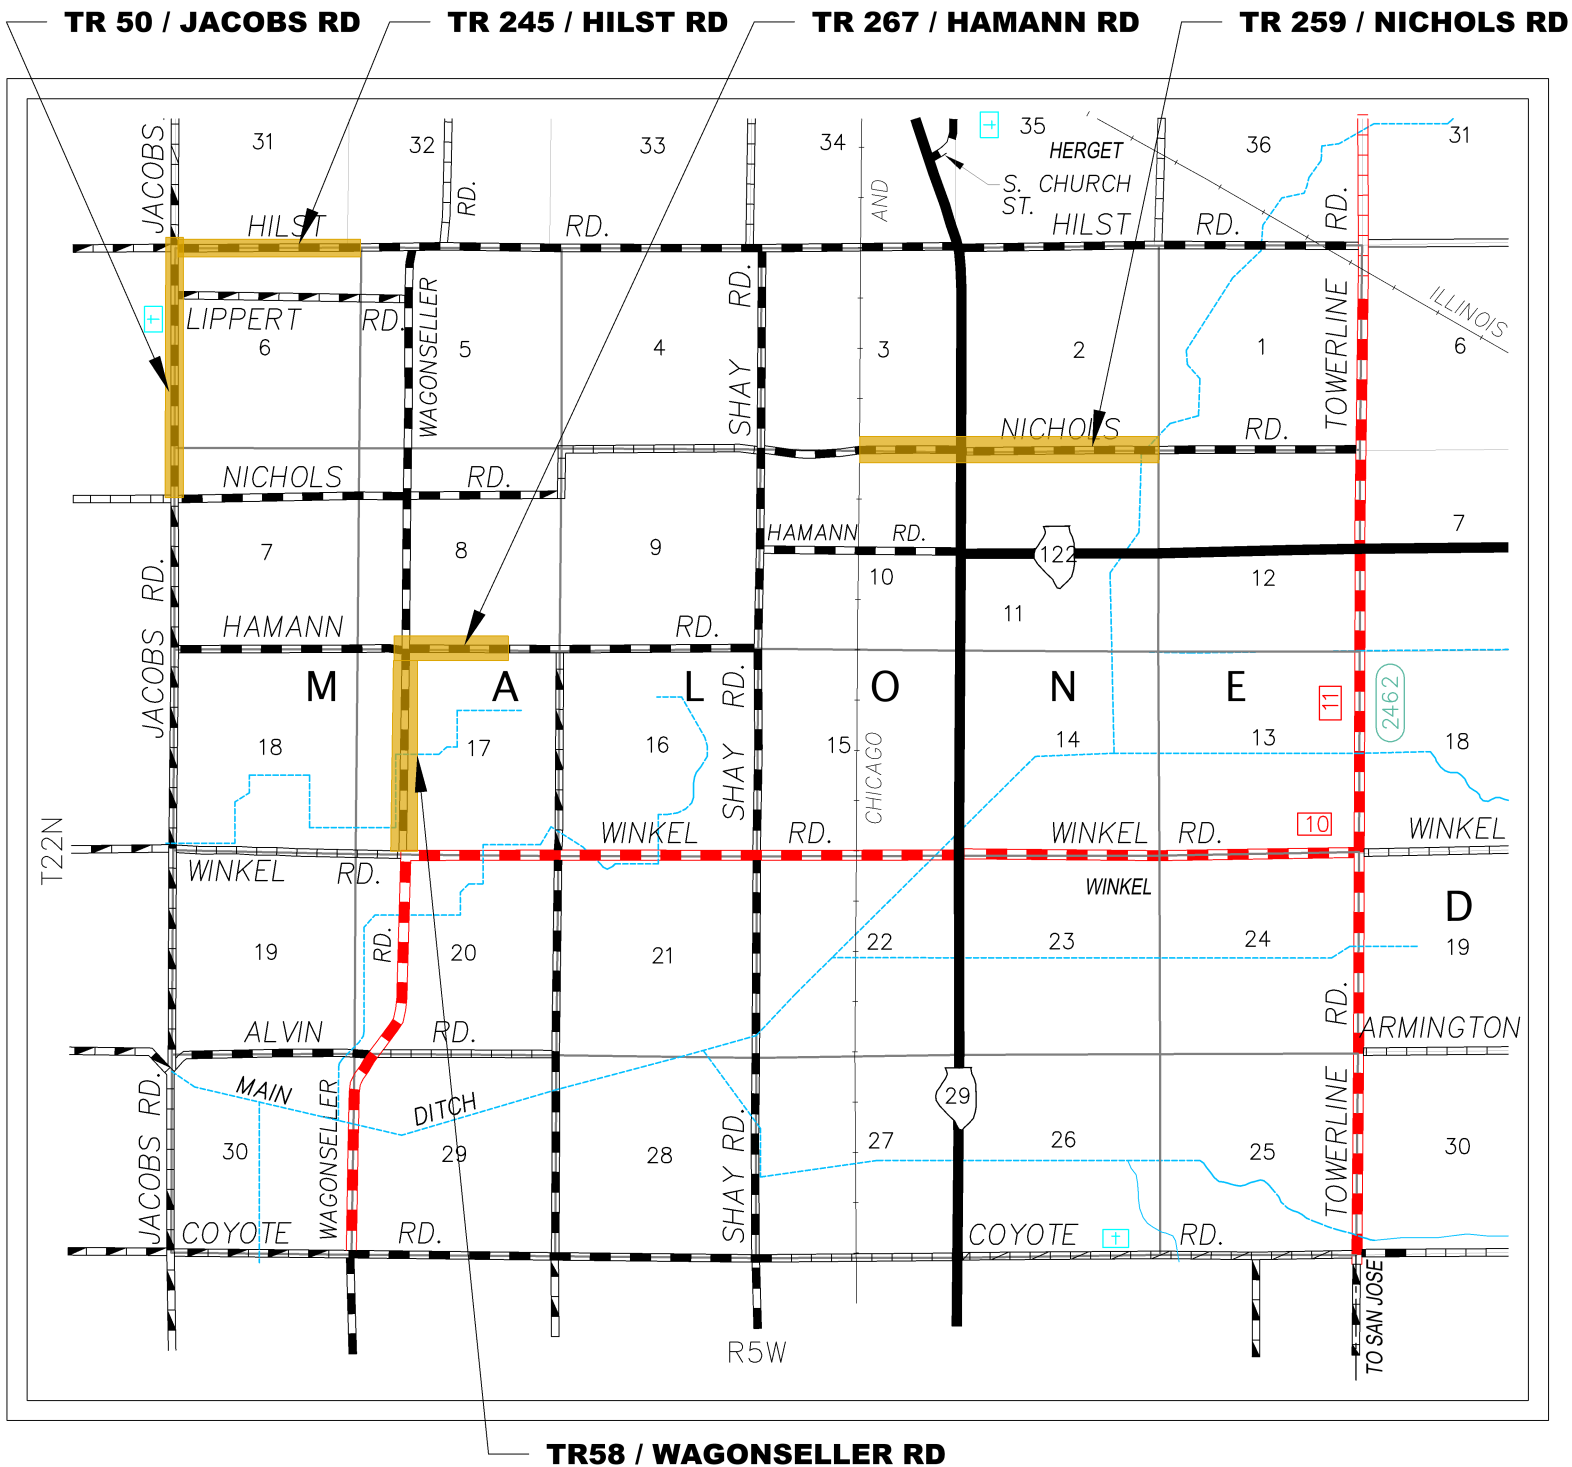 TR 50 / JACOBS RD
TR 245 / HILST RD
TR 267 / HAMANN RD
TR 259 / NICHOLS RD
JACOBS
31
32
RD.
33
34
AND
35
HERGET
36
31
S. CHURCH
ST.
HILST
RD.
HILST
RD.
RD.
LIPPERT
RD.
WAGONSELLER
RD.
SHAY
TOWERLINE
ILLINOIS
6
5
4
3
2
1
6
NICHOLS
RD.
NICHOLS
RD.
HAMANN
RD.
122
7
8
9
10
11
12
7
JACOBS RD.
HAMANN
RD.
M A L O N E
SHAY RD.
11
2462
18
17
16
15
14
13
18
CHICAGO
10
T22N
WINKEL
RD.
WINKEL
RD.
WINKEL
WINKEL
RD.
WINKEL
D
19
RD.
20
21
22
23
24
19
RD.
ALVIN
RD.
ARMINGTON
MAIN
DITCH
29
JACOBS RD.
WAGONSELLER
SHAY RD.
TOWERLINE
30
29
28
27
26
25
30
COYOTE
RD.
COYOTE
RD.
TO SAN JOSE
R5W
TR58 / WAGONSELLER RD